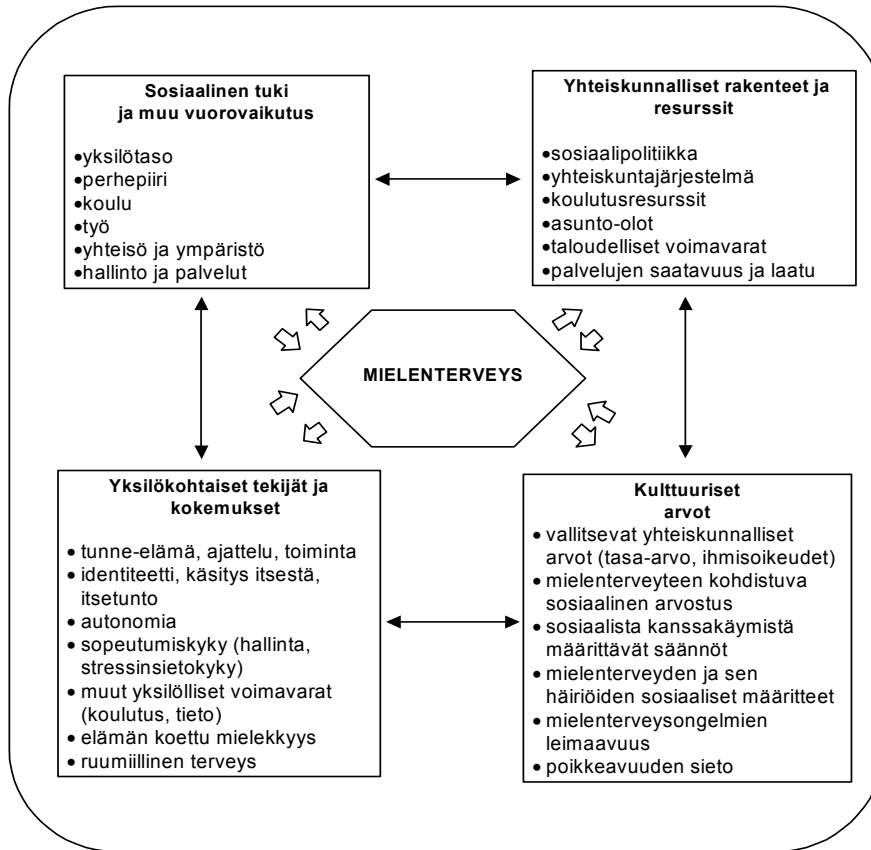 Sosiaalinen tuki
ja muu vuorovaikutus
•yksilötaso
•perhepiiri
•koulu
•työ
•yhteisö ja ympäristö
•hallinto ja palvelut
Yhteiskunnalliset rakenteet ja
resurssit
•sosiaalipolitiikka
•yhteiskuntajärjestelmä
•koulutusresurssit
•asunto-olot
•taloudelliset voimavarat
•palvelujen saatavuus ja laatu
MIELENTERVEYS
Yksilökohtaiset tekijät ja
kokemukset
• tunne-elämä, ajattelu, toiminta
• identiteetti, käsitys itsestä,
itsetunto
• autonomia
• sopeutumiskyky (hallinta,
stressinsietokyky)
• muut yksilölliset voimavarat
(koulutus, tieto)
• elämän koettu mielekkyys
• ruumiillinen terveys
Kulttuuriset
arvot
• vallitsevat yhteiskunnalliset
arvot (tasa-arvo, ihmisoikeudet)
• mielenterveyteen kohdistuva
sosiaalinen arvostus
• sosiaalista kanssakäymistä
määrittävät säännöt
• mielenterveyden ja sen
häiriöiden sosiaaliset määritteet
• mielenterveysongelmien
leimaavuus
• poikkeavuuden sieto